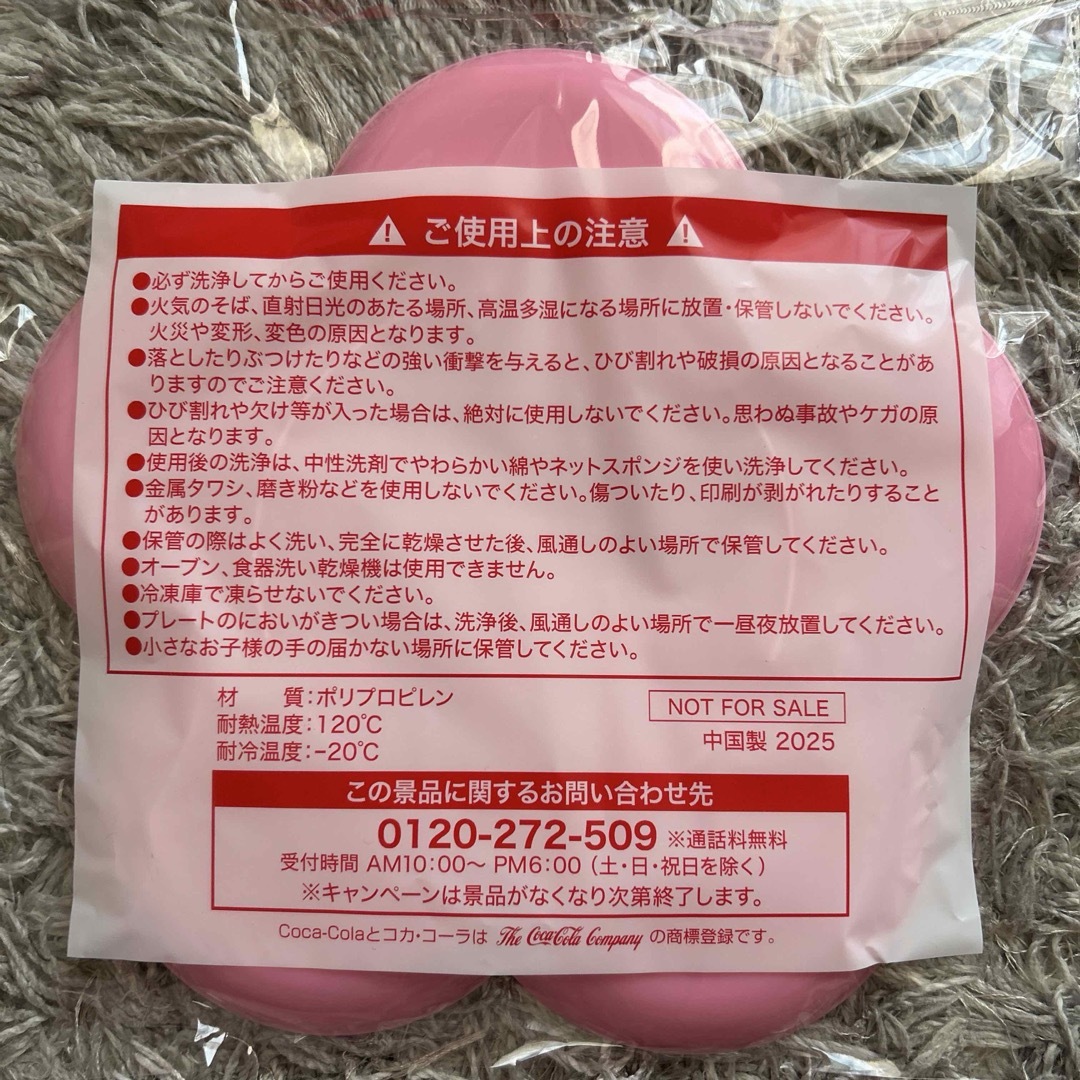 ご使用上の注意
●必ず洗浄してからご使用ください。
●火気のそば、直射日光のあたる場所、高温多湿になる場所に放置・保管しないでください。
火災や変形、変色の原因となります。
●落としたりぶつけたりなどの強い衝撃を与えると、ひび割れや破損の原因となることがあ
りますのでご注意ください。
●ひび割れや欠け等が入った場合は、絶対に使用しないでください。思わぬ事故やケガの原
因となります。
●使用後の洗浄は、中性洗剤でやわらかい綿やネットスポンジを使い洗浄してください。
●金属タワシ、磨き粉などを使用しないでください。傷ついたり、印刷が剥がれたりすること
があります。
●保管の際はよく洗い、完全に乾燥させた後、風通しのよい場所で保管してください。
●オーブン、食器洗い乾燥機は使用できません。
●冷凍庫で凍らせないでください。
●プレートのにおいがきつい場合は、洗浄後、風通しのよい場所で一昼夜放置してください。
●小さなお子様の手の届かない場所に保管してください。
材　　質：ポリプロピレン
耐熱温度：120℃
耐冷温度：−20℃
NOT FOR SALE
中国製 2025
この景品に関するお問い合わせ先
0120-272-509 ※通話料無料
受付時間 AM10：00〜 PM6：00（土・日・祝日を除く）
※キャンペーンは景品がなくなり次第終了します。
Coca-Colaとコカ・コーラは The Coca-Cola Company の商標登録です。